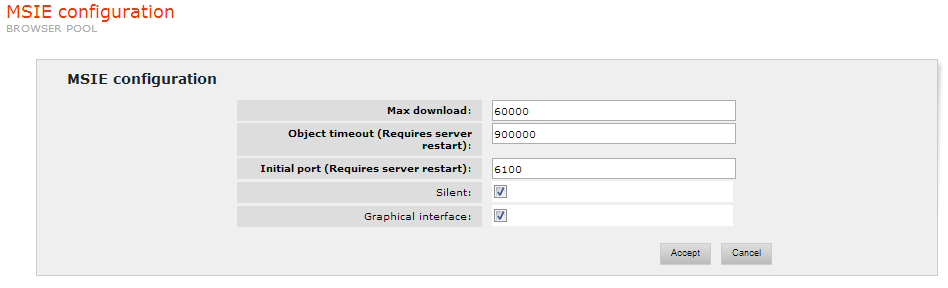 MSIE configuration
BROWSER POOL
MSIE configuration
Max download: 60000
Object timeout (Requires server restart): 900000
Initial port (Requires server restart): 6100
Silent:
Graphical interface:
Accept Cancel